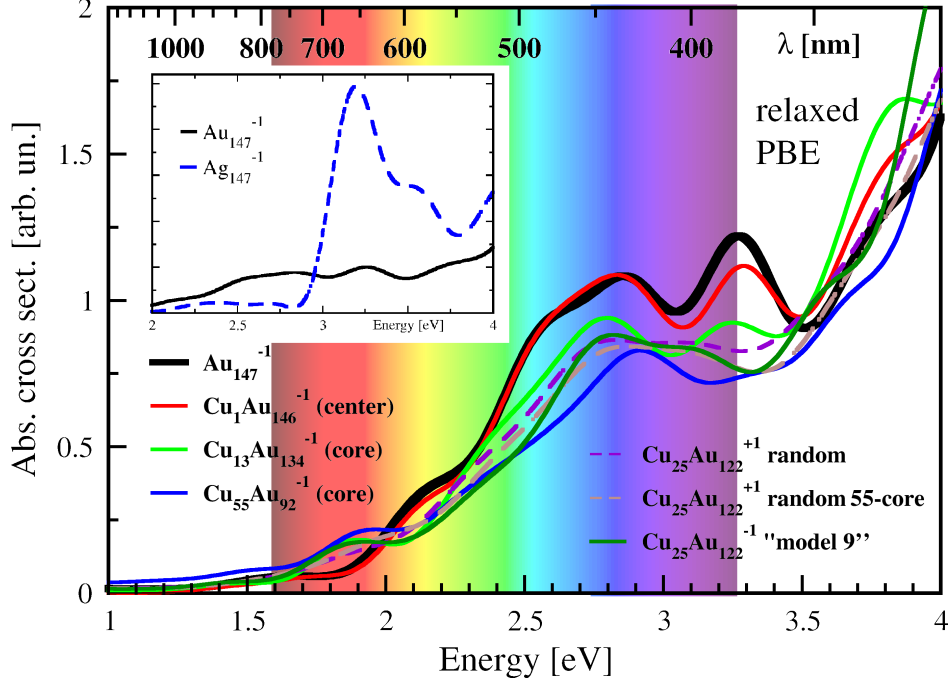 1000 800 700 600 500 400 λ [nm]
relaxed
PBE
Au147-1
Ag147-1
2 2.5 3 3.5 4
Energy [eV]
Au147-1
Cu1Au146-1 (center)
Cu13Au134-1 (core)
Cu55Au92-1 (core)
Cu25Au122+1 random
Cu25Au122+1 random 55-core
Cu25Au122-1 "model 9"
2
1.5
1
0.5
0
Abs. cross sect. [arb. un.]
1 1.5 2 2.5 3 3.5 4
Energy [eV]